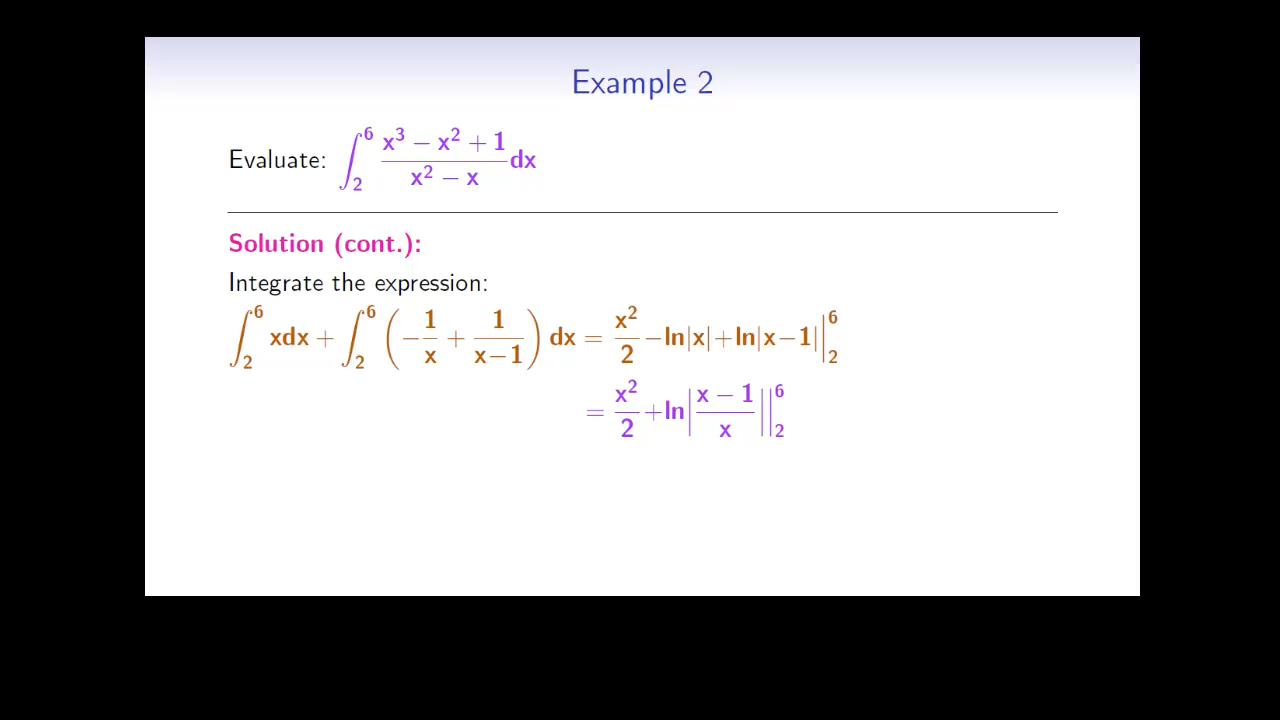 Example 2
Evaluate: ∫₂⁶ (x³ − x² + 1)/(x² − x) dx
Solution (cont.):
Integrate the expression:
∫₂⁶ xdx + ∫₂⁶ (−1/x + 1/(x−1)) dx = x²/2 −ln|x|+ln|x−1| |₂⁶
= x²/2 +ln|(x − 1)/x| |₂⁶